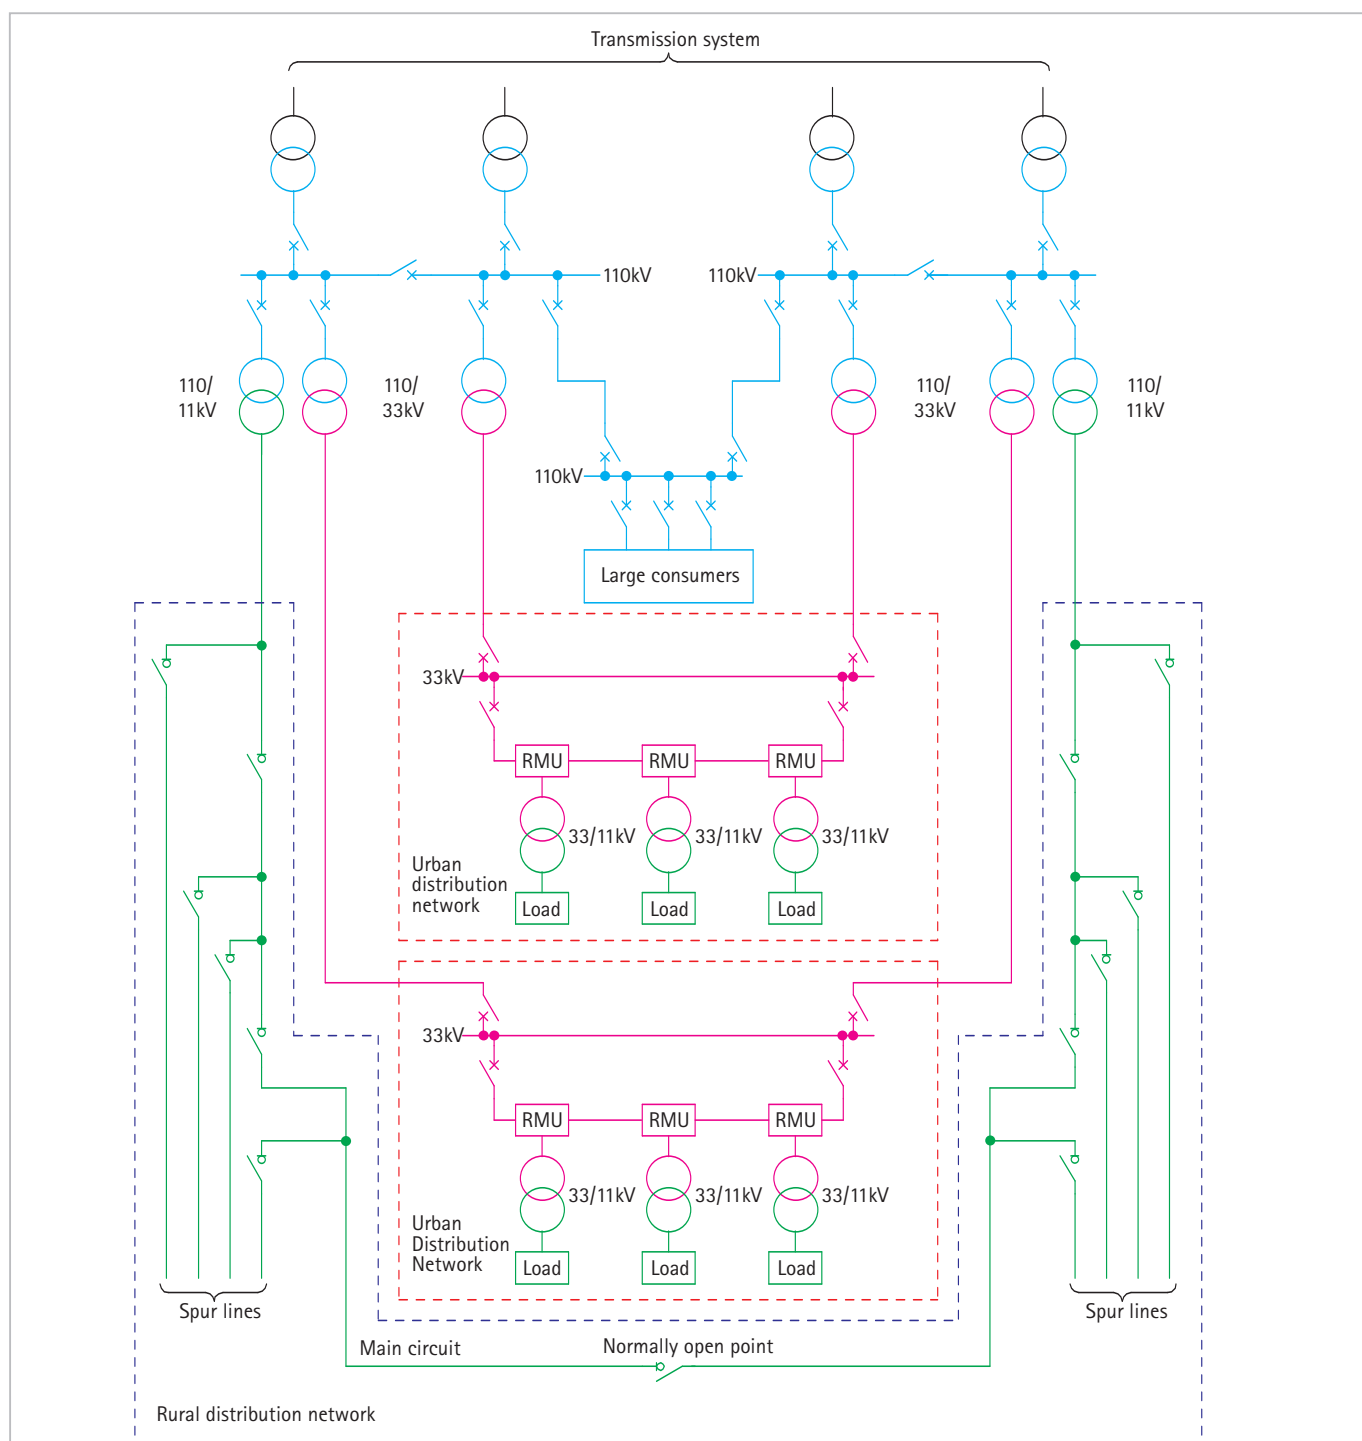 Transmission system
110kV
110kV
110/
11kV
110/
33kV
110/
33kV
110/
11kV
110kV
Large consumers
33kV
RMU
RMU
RMU
33/11kV
33/11kV
33/11kV
Urban
distribution
network
Load
Load
Load
33kV
RMU
RMU
RMU
33/11kV
33/11kV
33/11kV
Urban
Distribution
Network
Load
Load
Load
Spur lines
Spur lines
Main circuit
Normally open point
Rural distribution network